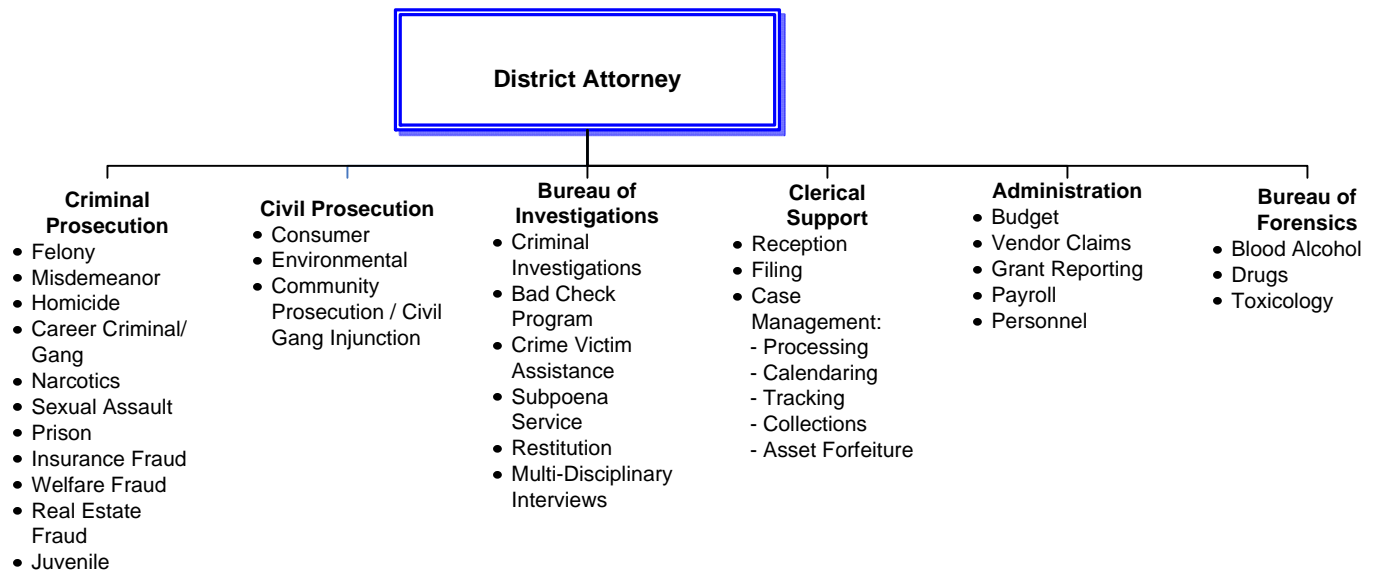 District Attorney
Criminal
Prosecution
• Felony
• Misdemeanor
• Homicide
• Career Criminal/
Gang
• Narcotics
• Sexual Assault
• Prison
• Insurance Fraud
• Welfare Fraud
• Real Estate
Fraud
• Juvenile
Civil Prosecution
• Consumer
• Environmental
• Community
Prosecution / Civil
Gang Injunction
Bureau of
Investigations
• Criminal
Investigations
• Bad Check
Program
• Crime Victim
Assistance
• Subpoena
Service
• Restitution
• Multi-Disciplinary
Interviews
Clerical
Support
• Reception
• Filing
• Case
Management:
- Processing
- Calendaring
- Tracking
- Collections
- Asset Forfeiture
Administration
• Budget
• Vendor Claims
• Grant Reporting
• Payroll
• Personnel
Bureau of
Forensics
• Blood Alcohol
• Drugs
• Toxicology